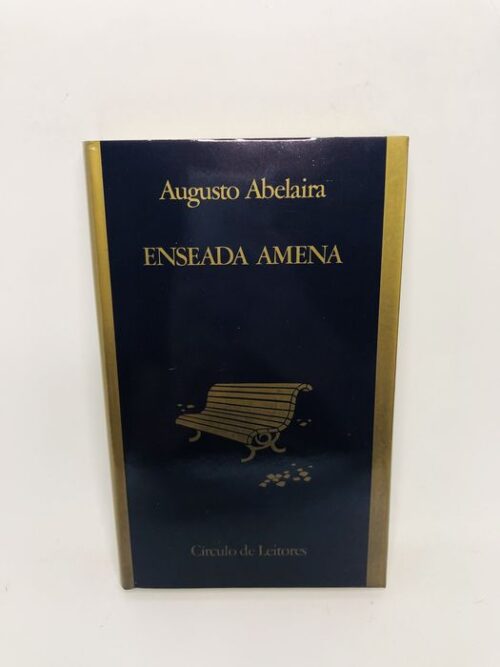 Augusto Abelaira
ENSEADA AMENA
Círculo de Leitores